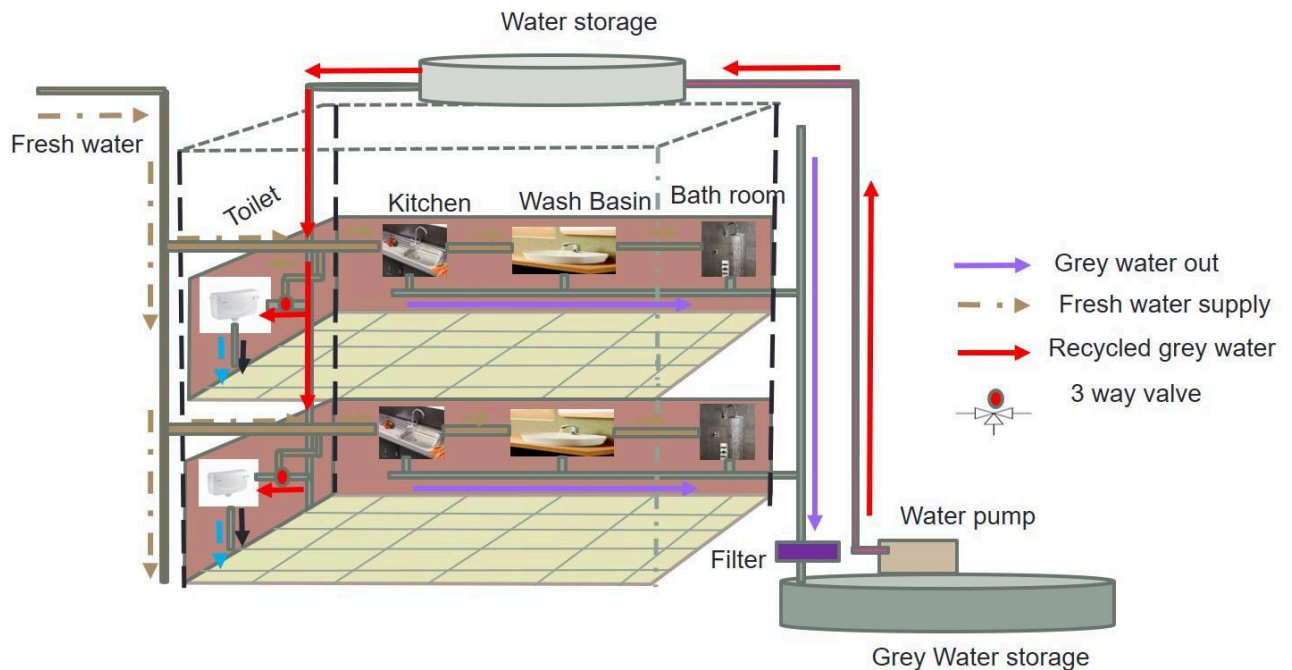 Water storage
Fresh water
Toilet
Kitchen
Wash Basin
Bath room
Grey water out
Fresh water supply
Recycled grey water
3 way valve
Water pump
Filter
Grey Water storage